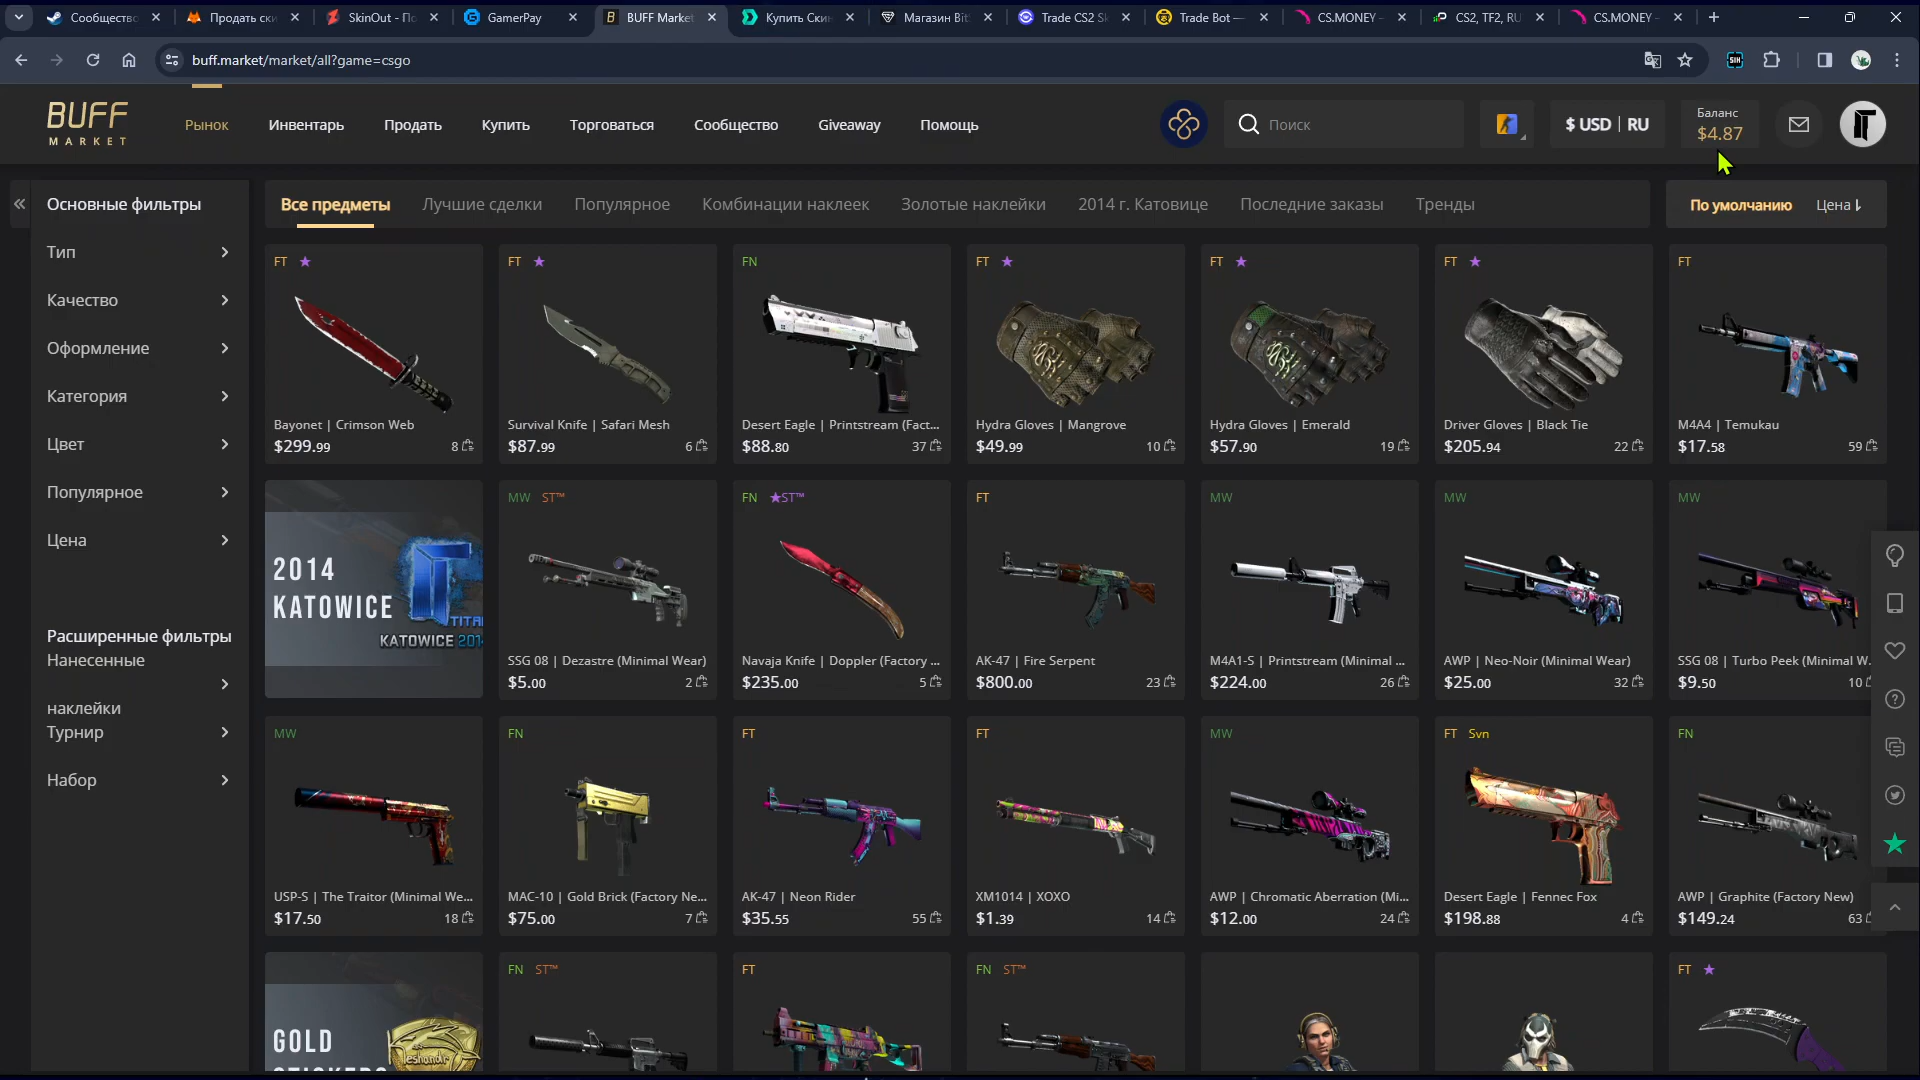 Сообщество
Продать ски
SkinOut - По
GamerPay
BUFF Market
Купить Скин
Магазин Bit
Trade CS2 Sk
Trade Bot —
CS.MONEY -
CS2, TF2, RU
CS.MONEY -
buff.market/market/all?game=csgo
SIH
BUFF
MARKET
Рынок
Инвентарь
Продать
Купить
Торговаться
Сообщество
Giveaway
Помощь
Поиск
$ USD | RU
Баланс
$4.87
Основные фильтры
Все предметы
Лучшие сделки
Популярное
Комбинации наклеек
Золотые наклейки
2014 г. Катовице
Последние заказы
Тренды
По умолчанию
Цена
Тип
Качество
Оформление
Категория
Цвет
Популярное
Цена
Расширенные фильтры
Нанесенные
наклейки
Турнир
Набор
FT ★
Bayonet | Crimson Web
$299.99
8
FT ★
Survival Knife | Safari Mesh
$87.99
6
FN
Desert Eagle | Printstream (Fact...
$88.80
37
FT ★
Hydra Gloves | Mangrove
$49.99
10
FT ★
Hydra Gloves | Emerald
$57.90
19
FT ★
Driver Gloves | Black Tie
$205.94
22
FT
M4A4 | Temukau
$17.58
59
2014
KATOWICE
TITAN
KATOWICE 2014
MW ST™
SSG 08 | Dezastre (Minimal Wear)
$5.00
2
FN ★ST™
Navaja Knife | Doppler (Factory ...
$235.00
5
FT
AK-47 | Fire Serpent
$800.00
23
MW
M4A1-S | Printstream (Minimal ...
$224.00
26
MW
AWP | Neo-Noir (Minimal Wear)
$25.00
32
MW
SSG 08 | Turbo Peek (Minimal W...
$9.50
10
MW
USP-S | The Traitor (Minimal We...
$17.50
18
FN
MAC-10 | Gold Brick (Factory Ne...
$75.00
7
FT
AK-47 | Neon Rider
$35.55
55
FT
XM1014 | XOXO
$1.39
14
MW
AWP | Chromatic Aberration (Mi...
$12.00
24
FT Svn
Desert Eagle | Fennec Fox
$198.88
4
FN
AWP | Graphite (Factory New)
$149.24
63
GOLD
STICKERS
FN ST™
FT
FN ST™
FT ★